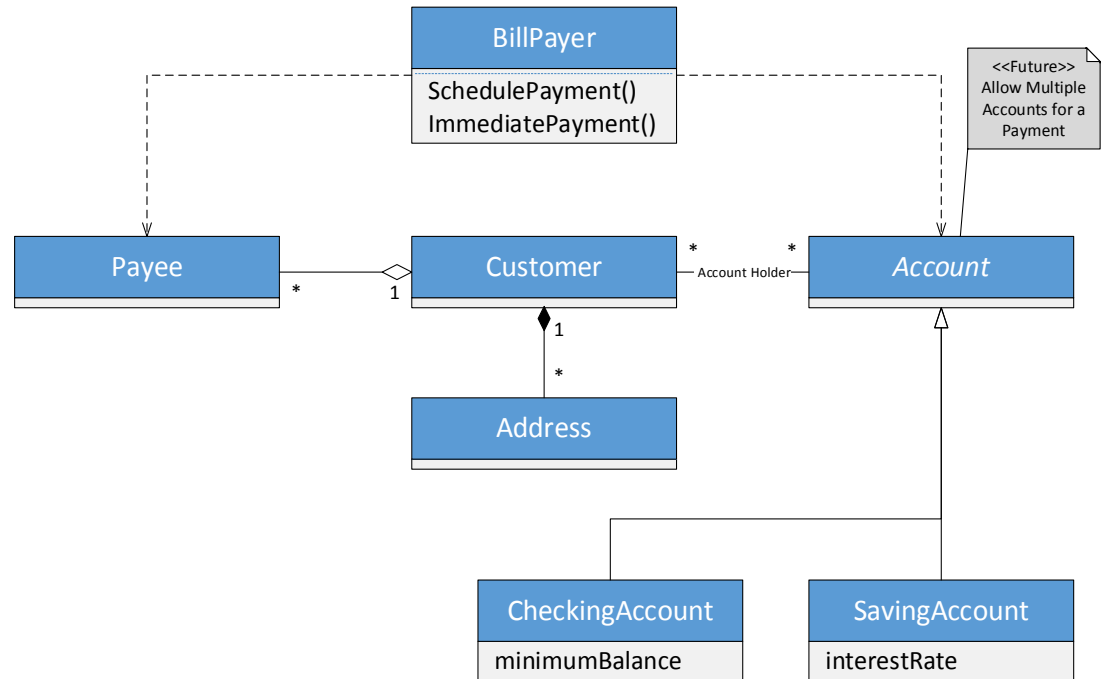 BillPayer
SchedulePayment()
ImmediatePayment()
<<Future>>
Allow Multiple
Accounts for a
Payment
Payee
*
1
Customer
*
Account Holder
*
Account
1
*
Address
CheckingAccount
minimumBalance
SavingAccount
interestRate